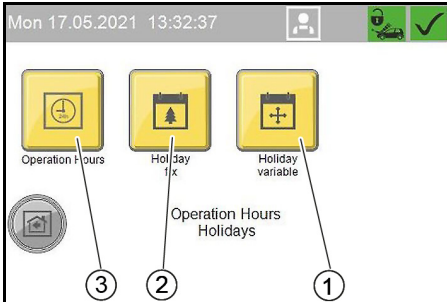 Mon 17.05.2021 13:32:37
24h
Operation Hours
Holiday
fix
Holiday
variable
Operation Hours
Holidays
3
2
1